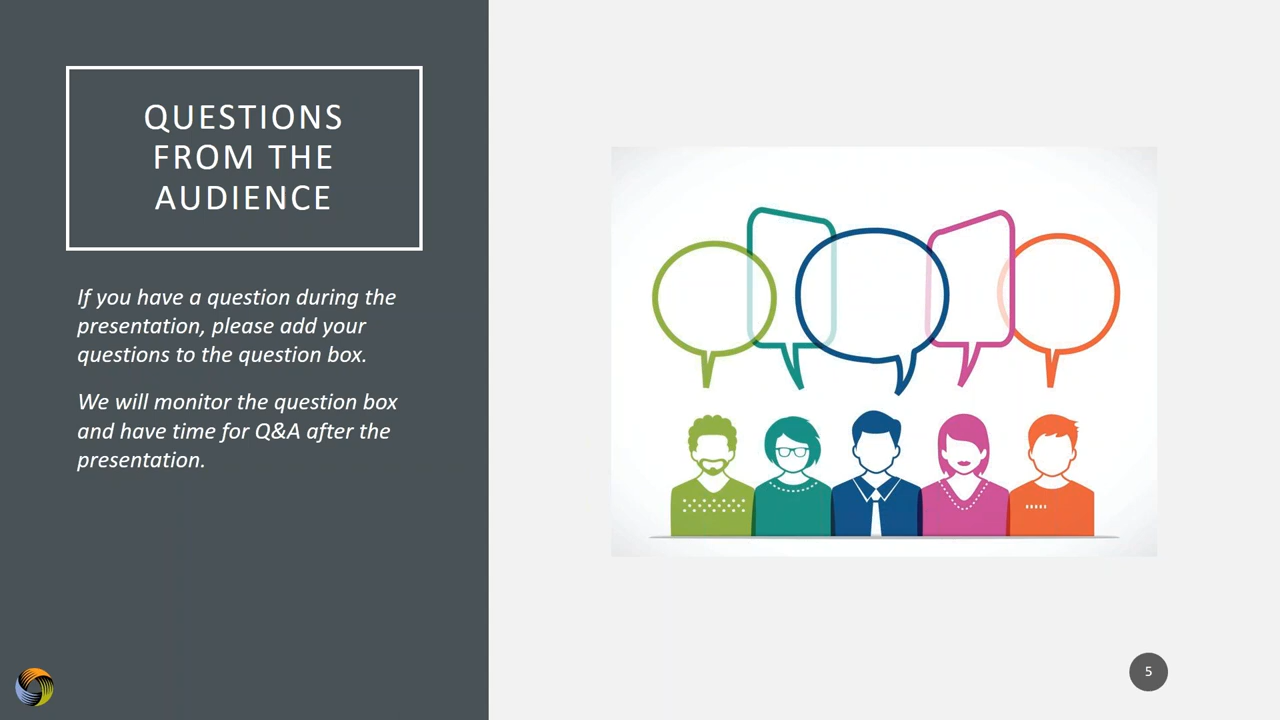 QUESTIONS
FROM THE
AUDIENCE
If you have a question during the
presentation, please add your
questions to the question box.
We will monitor the question box
and have time for Q&A after the
presentation.
5